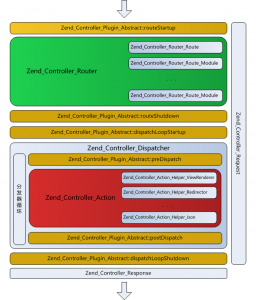 Zend_Controller_Plugin_Abstract::routeStartup
Zend_Controller_Router
Zend_Controller_Router_Route
Zend_Controller_Router_Route_Module
. . .
Zend_Controller_Router_Route_Module
Zend_Controller_Plugin_Abstract::routeShutdown
Zend_Controller_Plugin_Abstract::dispatchLoopStartup
Zend_Controller_Dispatcher
分发器循环
Zend_Controller_Plugin_Abstract::preDispatch
Zend_Controller_Action
Zend_Controller_Action_Helper_ViewRenderer
Zend_Controller_Action_Helper_Redirector
. . .
Zend_Controller_Action_Helper_Json
Zend_Controller_Plugin_Abstract::postDispatch
Zend_Controller_Plugin_Abstract::dispatchLoopShutdown
Zend_Controller_Response
Zend_Controller_Request